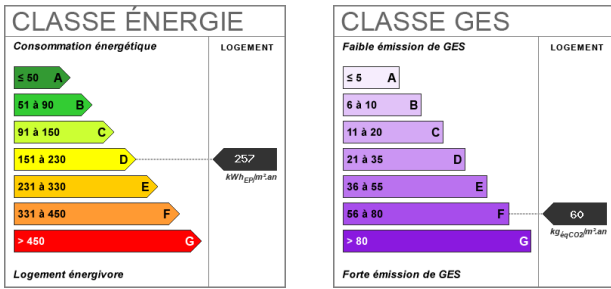 CLASSE ÉNERGIE
Consommation énergétique
LOGEMENT
≤ 50 A
51 à 90 B
91 à 150 C
151 à 230 D
257
kWhEP/m².an
231 à 330 E
331 à 450 F
> 450 G
Logement énergivore
CLASSE GES
Faible émission de GES
LOGEMENT
≤ 5 A
6 à 10 B
11 à 20 C
21 à 35 D
36 à 55 E
56 à 80 F
60
kgéqCO2/m².an
> 80 G
Forte émission de GES